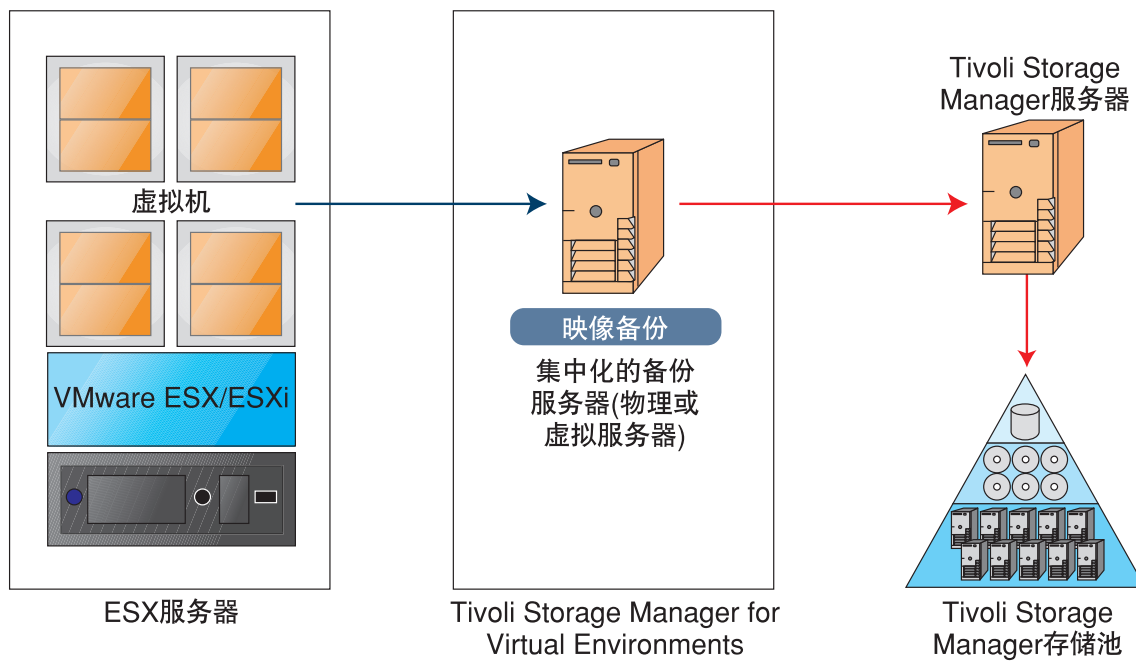 虚拟机
VMware ESX/ESXi
ESX服务器
映像备份
集中化的备份
服务器(物理或
虚拟服务器)
Tivoli Storage Manager for
Virtual Environments
Tivoli Storage
Manager服务器
Tivoli Storage
Manager存储池